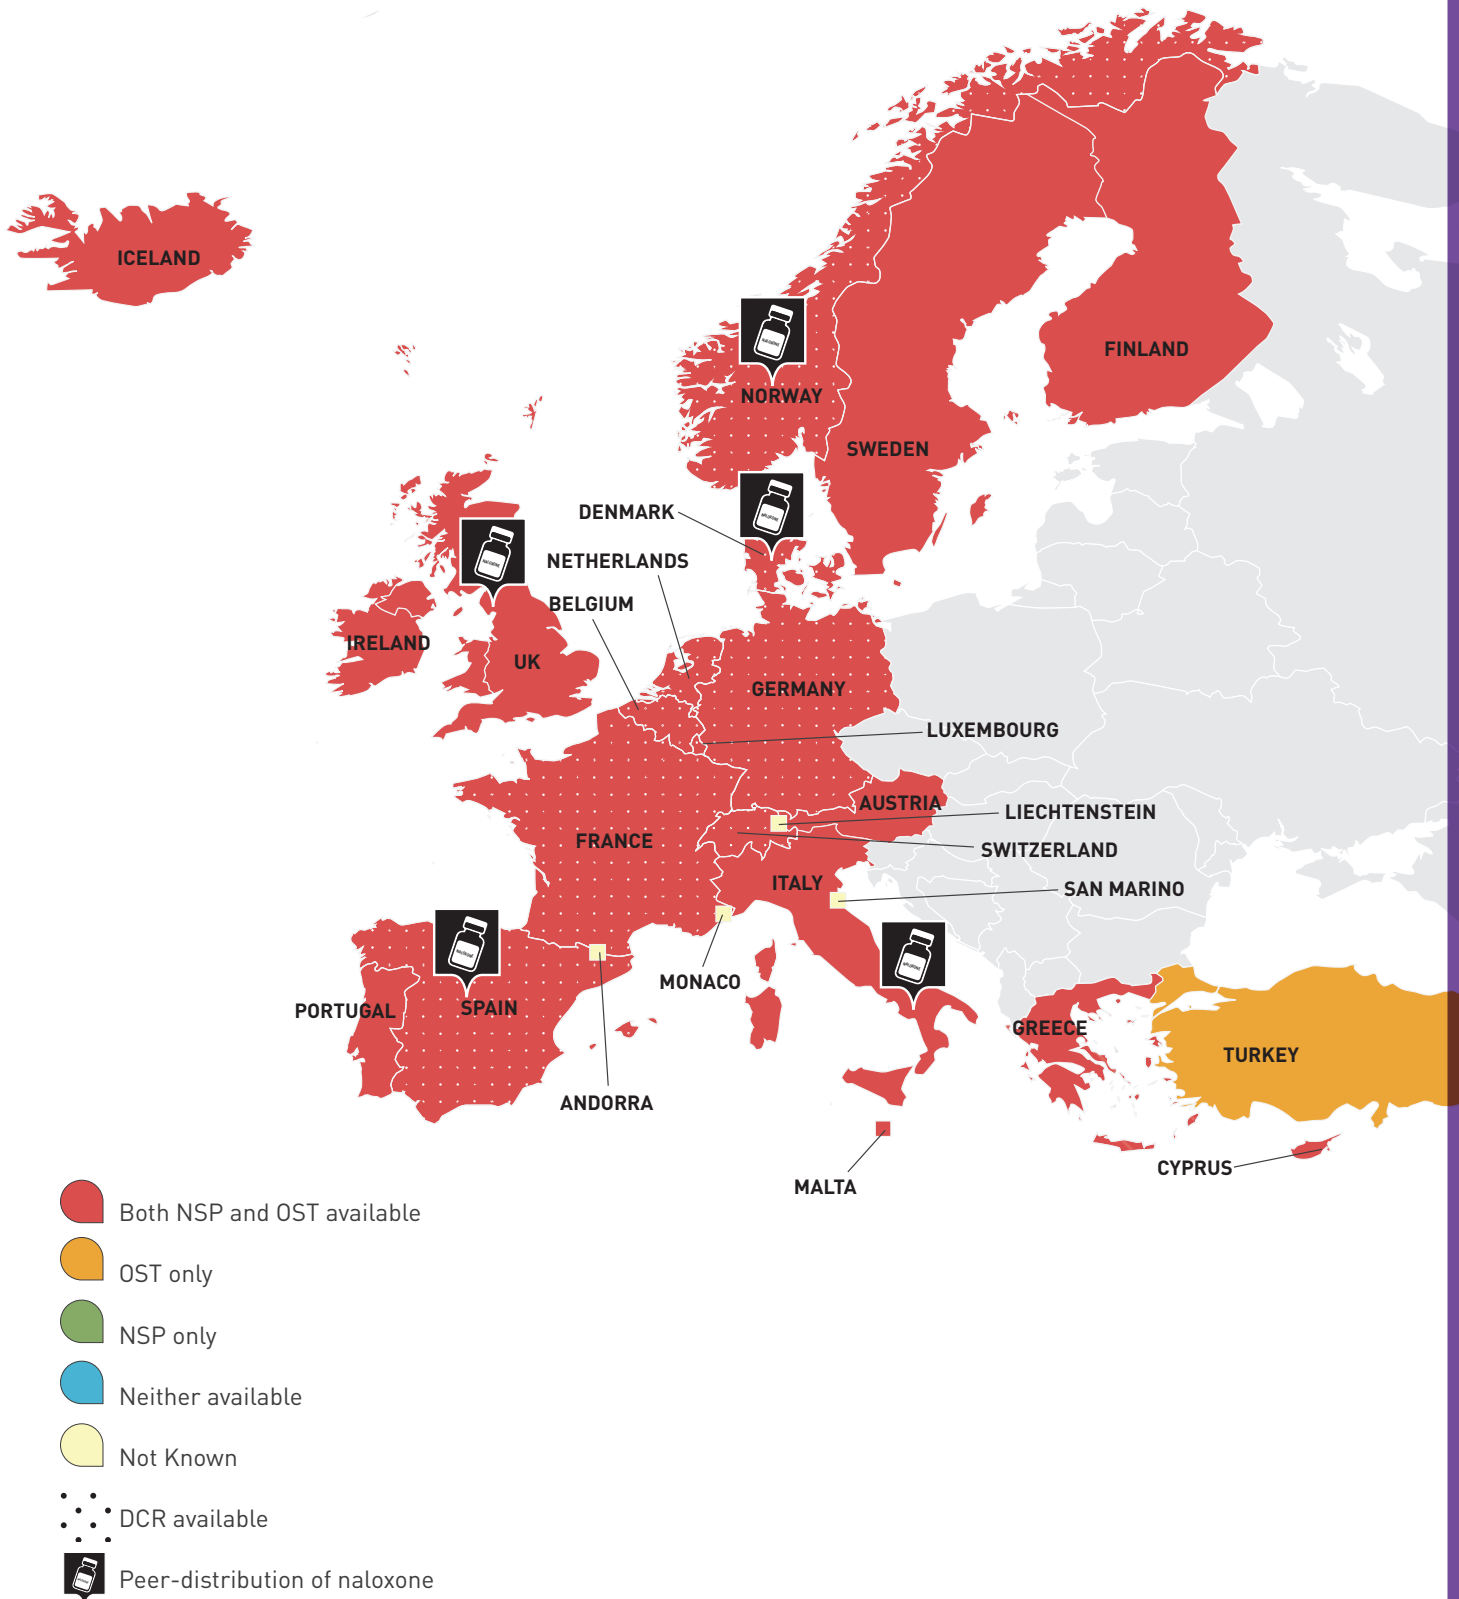 ICELAND
FINLAND
NORWAY
SWEDEN
DENMARK
NETHERLANDS
BELGIUM
IRELAND
UK
GERMANY
LUXEMBOURG
AUSTRIA
LIECHTENSTEIN
FRANCE
SWITZERLAND
ITALY
SAN MARINO
MONACO
PORTUGAL
SPAIN
GREECE
TURKEY
ANDORRA
CYPRUS
MALTA
Both NSP and OST available
OST only
NSP only
Neither available
Not Known
DCR available
Peer-distribution of naloxone